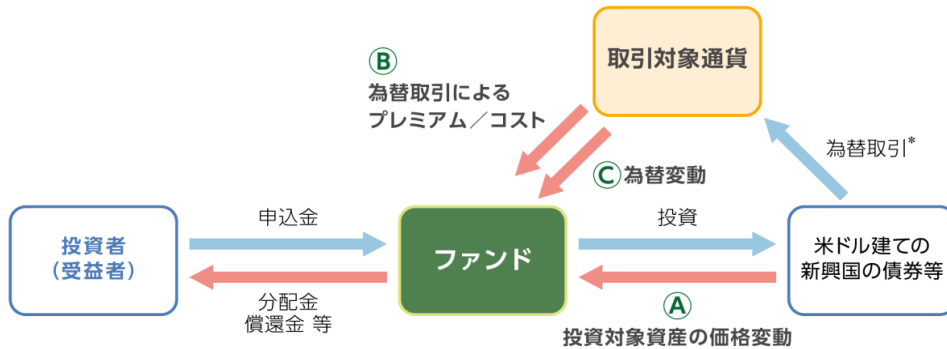 取引対象通貨
Ⓑ
為替取引による
プレミアム／コスト
為替取引*
Ⓒ為替変動
投資者
（受益者）
申込金
分配金
償還金 等
ファンド
投資
Ⓐ
投資対象資産の価格変動
米ドル建ての
新興国の債券等